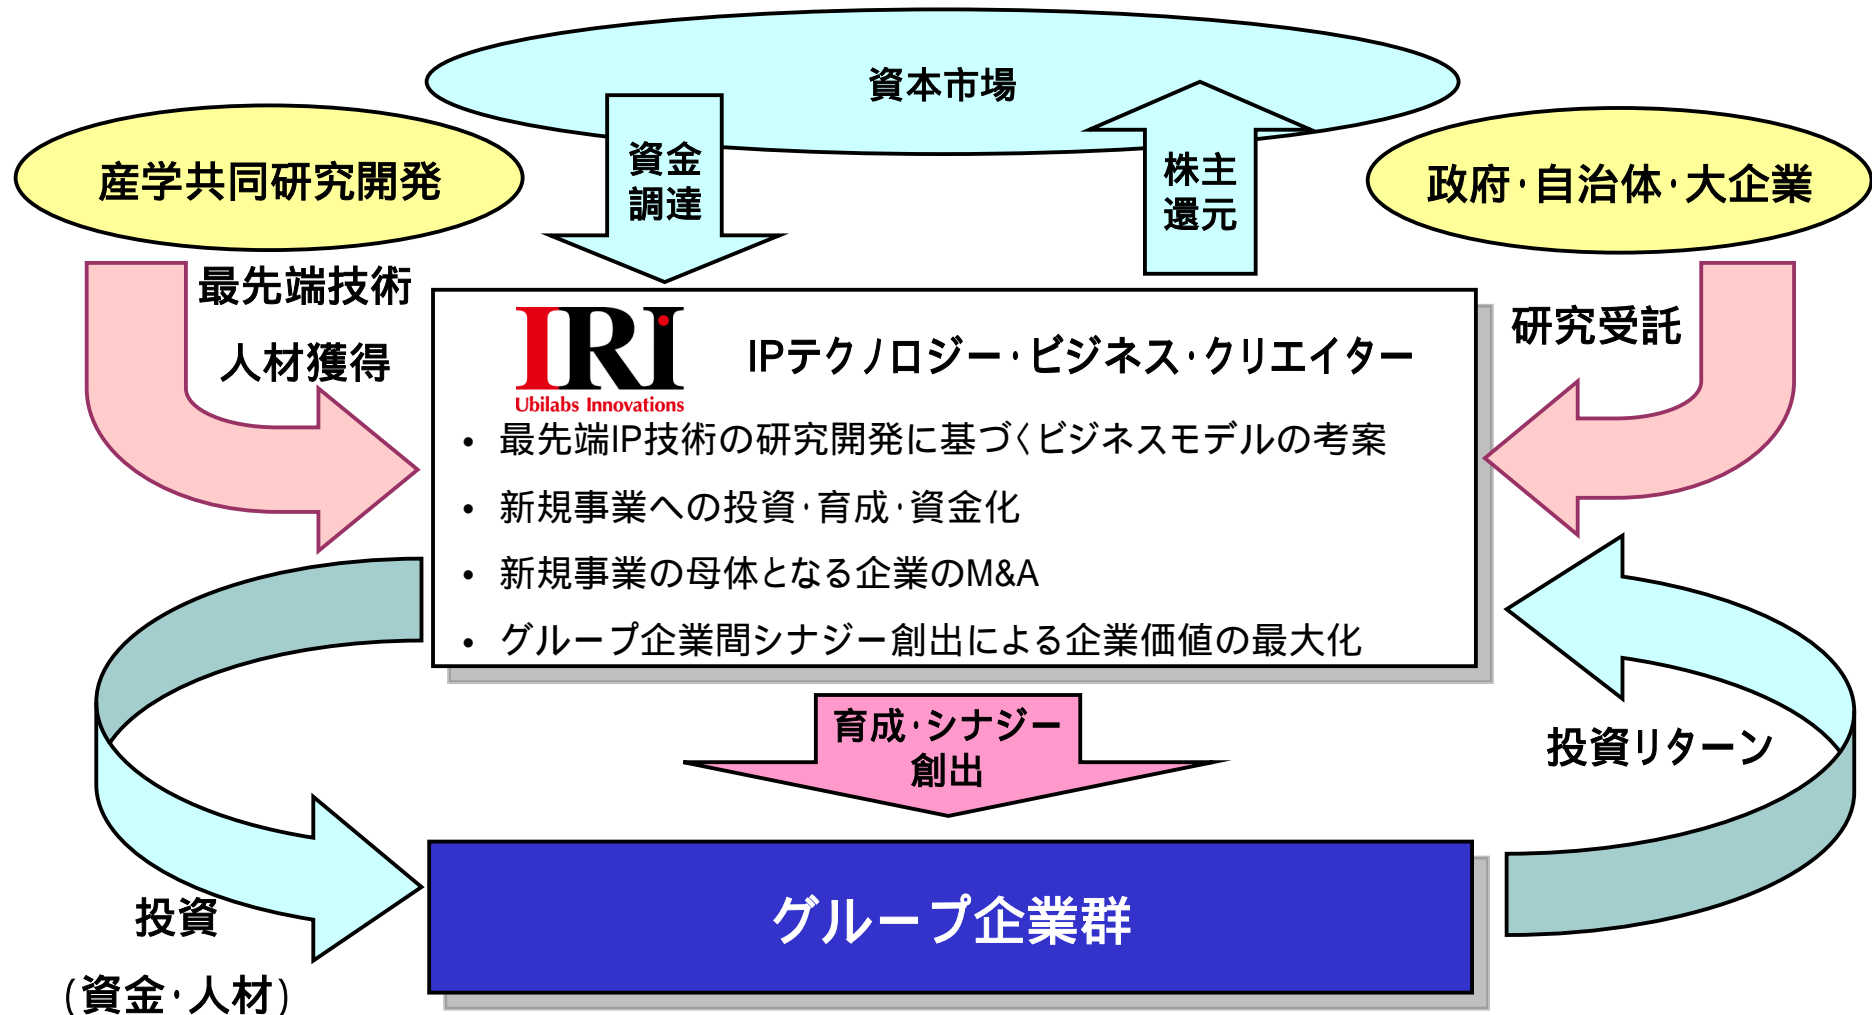 資本市場
産学共同研究開発
資金
調達
株主
還元
政府・自治体・大企業
最先端技術
人材獲得
研究受託
IRI
Ubilabs Innovations
IPテクノロジー・ビジネス・クリエイター
• 最先端IP技術の研究開発に基づくビジネスモデルの考案
• 新規事業への投資・育成・資金化
• 新規事業の母体となる企業のM&A
• グループ企業間シナジー創出による企業価値の最大化
育成・シナジー
創出
投資リターン
投資
(資金・人材)
グループ企業群